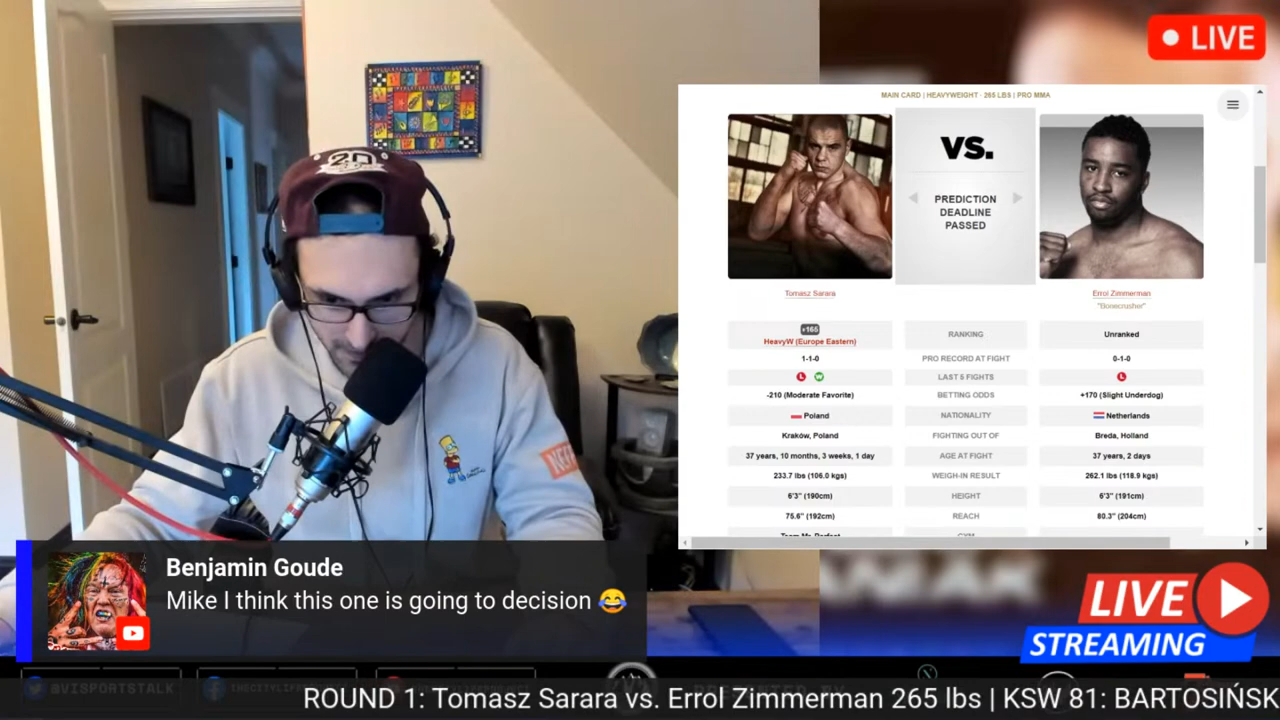 LIVE
MAIN CARD | HEAVYWEIGHT · 265 LBS | PRO MMA
VS.
PREDICTION
DEADLINE
PASSED
Tomasz Sarara
Errol Zimmerman
"Bonecrusher"
+165
HeavyW (Europe Eastern)
RANKING
Unranked
1-1-0
PRO RECORD AT FIGHT
0-1-0
L W
LAST 5 FIGHTS
L
-210 (Moderate Favorite)
BETTING ODDS
+170 (Slight Underdog)
Poland
NATIONALITY
Netherlands
Kraków, Poland
FIGHTING OUT OF
Breda, Holland
37 years, 10 months, 3 weeks, 1 day
AGE AT FIGHT
37 years, 2 days
233.7 lbs (106.0 kgs)
WEIGH-IN RESULT
262.1 lbs (118.9 kgs)
6'3" (190cm)
HEIGHT
6'3" (191cm)
75.6" (192cm)
REACH
80.3" (204cm)
20
Benjamin Goude
Mike I think this one is going to decision 😂
LIVE
STREAMING
@VISPORTSTALK
ROUND 1: Tomasz Sarara vs. Errol Zimmerman 265 lbs | KSW 81: BARTOSIŃSK